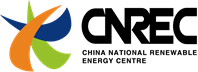 CNREC
CHINA NATIONAL RENEWABLE
ENERGY CENTRE